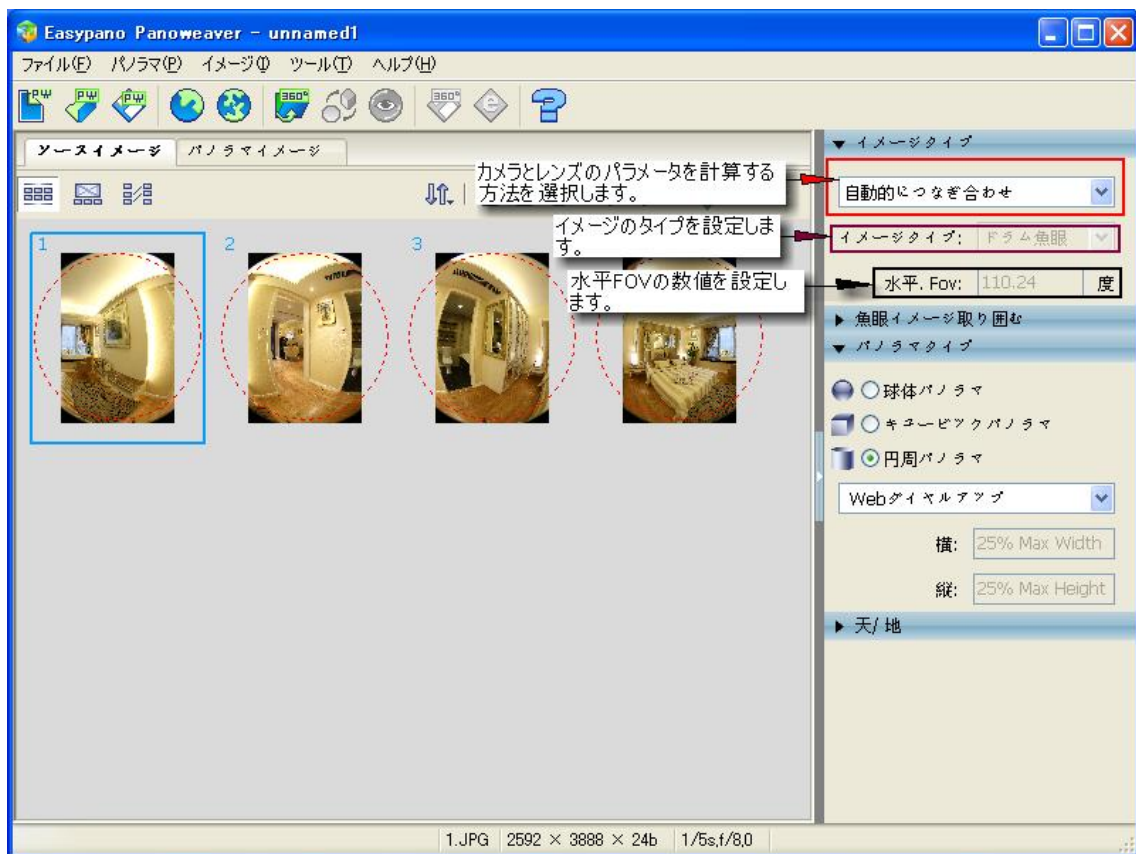 Easypano Panoweaver - unnamed1
ファイル(F) パノラマ(P) イメージ(I) ツール(T) ヘルプ(H)
ソースイメージ パノラマイメージ
カメラとレンズのパラメータを計算する
方法を選択します。
イメージのタイプを設定しま
す。
水平FOVの数値を設定し
ます。
1
2
3
イメージタイプ
自動的につなぎ合わせ
イメージタイプ: ドラム魚眼
水平. Fov: 110.24 度
魚眼イメージ取り囲む
パノラマタイプ
球体パノラマ
キュービックパノラマ
円周パノラマ
Webダイヤルアップ
横: 25% Max Width
縦: 25% Max Height
天/地
1.JPG 2592 × 3888 × 24b 1/5s,f/8,0